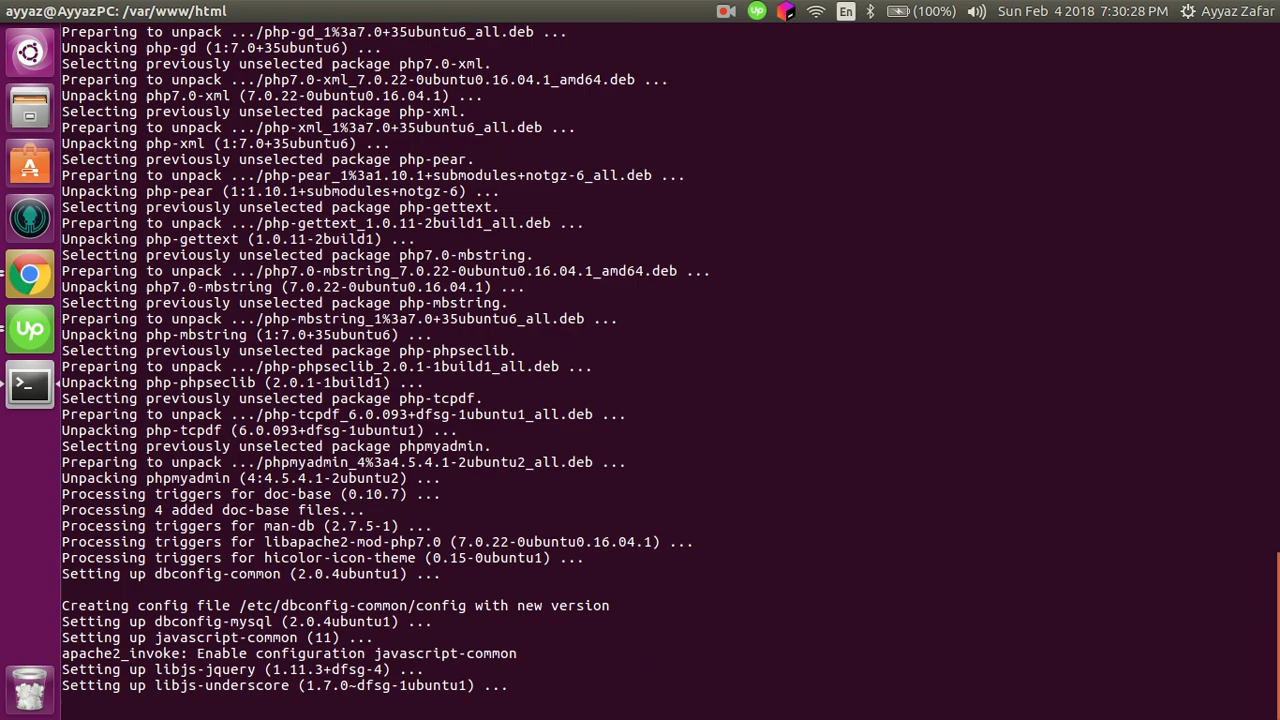 ayyaz@AyyazPC: /var/www/html
Up
En
(100%)
Sun Feb 4 2018 7:30:28 PM
Ayyaz Zafar
Preparing to unpack .../php-gd_1%3a7.0+35ubuntu6_all.deb ...
Unpacking php-gd (1:7.0+35ubuntu6) ...
Selecting previously unselected package php7.0-xml.
Preparing to unpack .../php7.0-xml_7.0.22-0ubuntu0.16.04.1_amd64.deb ...
Unpacking php7.0-xml (7.0.22-0ubuntu0.16.04.1) ...
Selecting previously unselected package php-xml.
Preparing to unpack .../php-xml_1%3a7.0+35ubuntu6_all.deb ...
Unpacking php-xml (1:7.0+35ubuntu6) ...
Selecting previously unselected package php-pear.
Preparing to unpack .../php-pear_1%3a1.10.1+submodules+notgz-6_all.deb ...
Unpacking php-pear (1:1.10.1+submodules+notgz-6) ...
Selecting previously unselected package php-gettext.
Preparing to unpack .../php-gettext_1.0.11-2build1_all.deb ...
Unpacking php-gettext (1.0.11-2build1) ...
Selecting previously unselected package php7.0-mbstring.
Preparing to unpack .../php7.0-mbstring_7.0.22-0ubuntu0.16.04.1_amd64.deb ...
Unpacking php7.0-mbstring (7.0.22-0ubuntu0.16.04.1) ...
Selecting previously unselected package php-mbstring.
Preparing to unpack .../php-mbstring_1%3a7.0+35ubuntu6_all.deb ...
Unpacking php-mbstring (1:7.0+35ubuntu6) ...
Selecting previously unselected package php-phpseclib.
Preparing to unpack .../php-phpseclib_2.0.1-1build1_all.deb ...
Unpacking php-phpseclib (2.0.1-1build1) ...
Selecting previously unselected package php-tcpdf.
Preparing to unpack .../php-tcpdf_6.0.093+dfsg-1ubuntu1_all.deb ...
Unpacking php-tcpdf (6.0.093+dfsg-1ubuntu1) ...
Selecting previously unselected package phpmyadmin.
Preparing to unpack .../phpmyadmin_4%3a4.5.4.1-2ubuntu2_all.deb ...
Unpacking phpmyadmin (4:4.5.4.1-2ubuntu2) ...
Processing triggers for doc-base (0.10.7) ...
Processing 4 added doc-base files...
Processing triggers for man-db (2.7.5-1) ...
Processing triggers for libapache2-mod-php7.0 (7.0.22-0ubuntu0.16.04.1) ...
Processing triggers for hicolor-icon-theme (0.15-0ubuntu1) ...
Setting up dbconfig-common (2.0.4ubuntu1) ...
Creating config file /etc/dbconfig-common/config with new version
Setting up dbconfig-mysql (2.0.4ubuntu1) ...
Setting up javascript-common (11) ...
apache2_invoke: Enable configuration javascript-common
Setting up libjs-jquery (1.11.3+dfsg-4) ...
Setting up libjs-underscore (1.7.0~dfsg-1ubuntu1) ...
Up